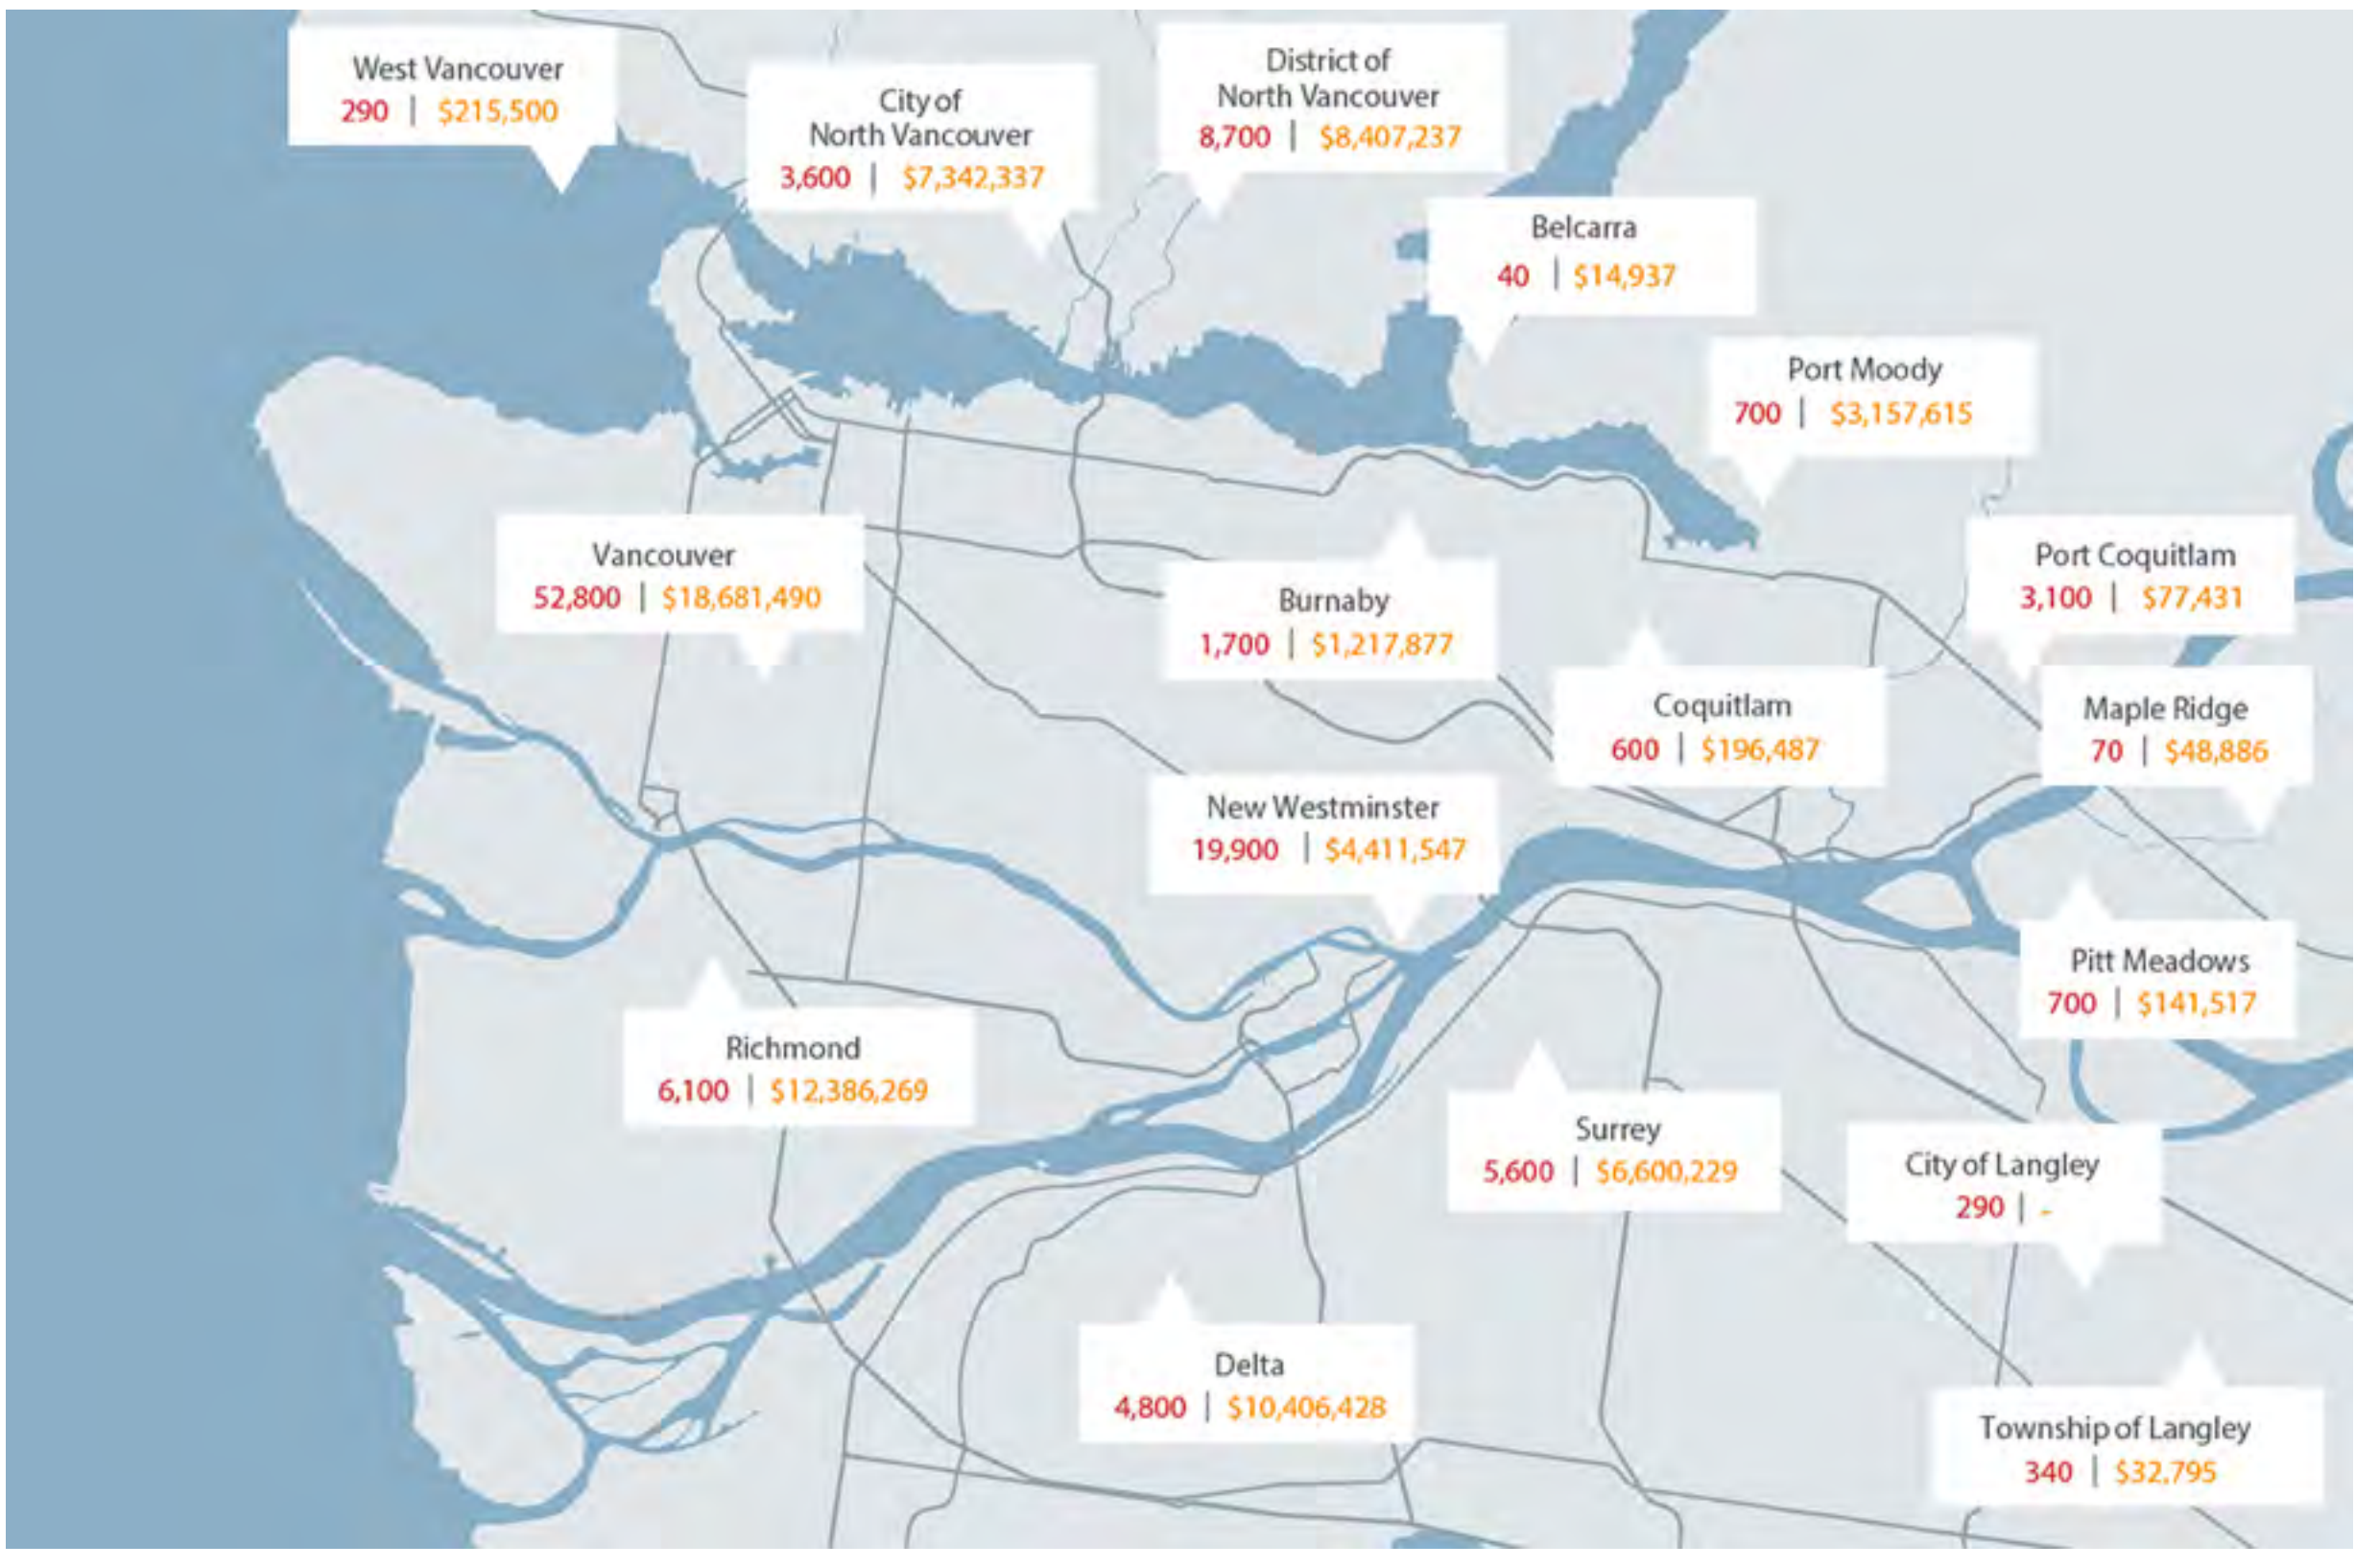 West Vancouver
290 | $215,500
City of
North Vancouver
3,600 | $7,342,337
District of
North Vancouver
8,700 | $8,407,237
Belcarra
40 | $14,937
Port Moody
700 | $3,157,615
Vancouver
52,800 | $18,681,490
Burnaby
1,700 | $1,217,877
Port Coquitlam
3,100 | $77,431
Coquitlam
600 | $196,487
Maple Ridge
70 | $48,886
New Westminster
19,900 | $4,411,547
Pitt Meadows
700 | $141,517
Richmond
6,100 | $12,386,269
Surrey
5,600 | $6,600,229
City of Langley
290 | -
Delta
4,800 | $10,406,428
Township of Langley
340 | $32,795